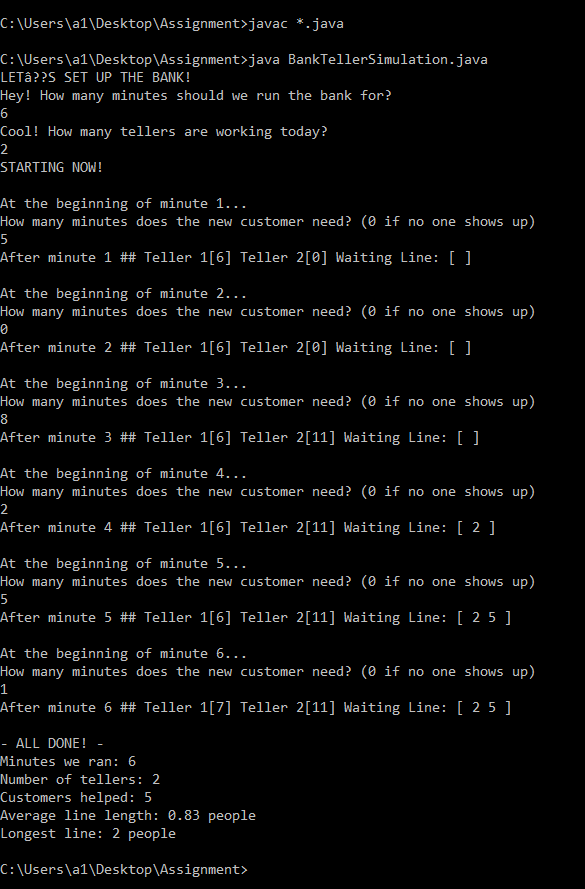 C:\Users\a1\Desktop\Assignment>javac *.java
C:\Users\a1\Desktop\Assignment>java BankTellerSimulation.java
LETâ??S SET UP THE BANK!
Hey! How many minutes should we run the bank for?
6
Cool! How many tellers are working today?
2
STARTING NOW!
At the beginning of minute 1...
How many minutes does the new customer need? (0 if no one shows up)
5
After minute 1 ## Teller 1[6] Teller 2[0] Waiting Line: [ ]
At the beginning of minute 2...
How many minutes does the new customer need? (0 if no one shows up)
0
After minute 2 ## Teller 1[6] Teller 2[0] Waiting Line: [ ]
At the beginning of minute 3...
How many minutes does the new customer need? (0 if no one shows up)
8
After minute 3 ## Teller 1[6] Teller 2[11] Waiting Line: [ ]
At the beginning of minute 4...
How many minutes does the new customer need? (0 if no one shows up)
2
After minute 4 ## Teller 1[6] Teller 2[11] Waiting Line: [ 2 ]
At the beginning of minute 5...
How many minutes does the new customer need? (0 if no one shows up)
5
After minute 5 ## Teller 1[6] Teller 2[11] Waiting Line: [ 2 5 ]
At the beginning of minute 6...
How many minutes does the new customer need? (0 if no one shows up)
1
After minute 6 ## Teller 1[7] Teller 2[11] Waiting Line: [ 2 5 ]
- ALL DONE! -
Minutes we ran: 6
Number of tellers: 2
Customers helped: 5
Average line length: 0.83 people
Longest line: 2 people
C:\Users\a1\Desktop\Assignment>